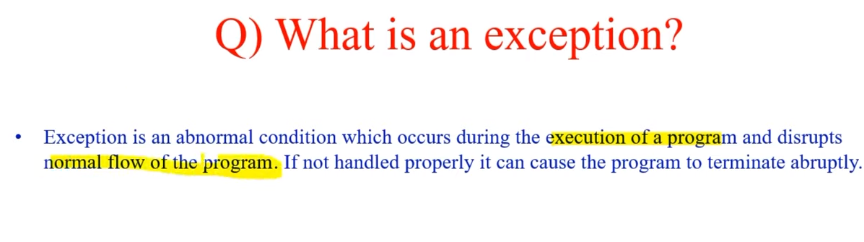 Q) What is an exception?
• Exception is an abnormal condition which occurs during the execution of a program and disrupts
normal flow of the program. If not handled properly it can cause the program to terminate abruptly.